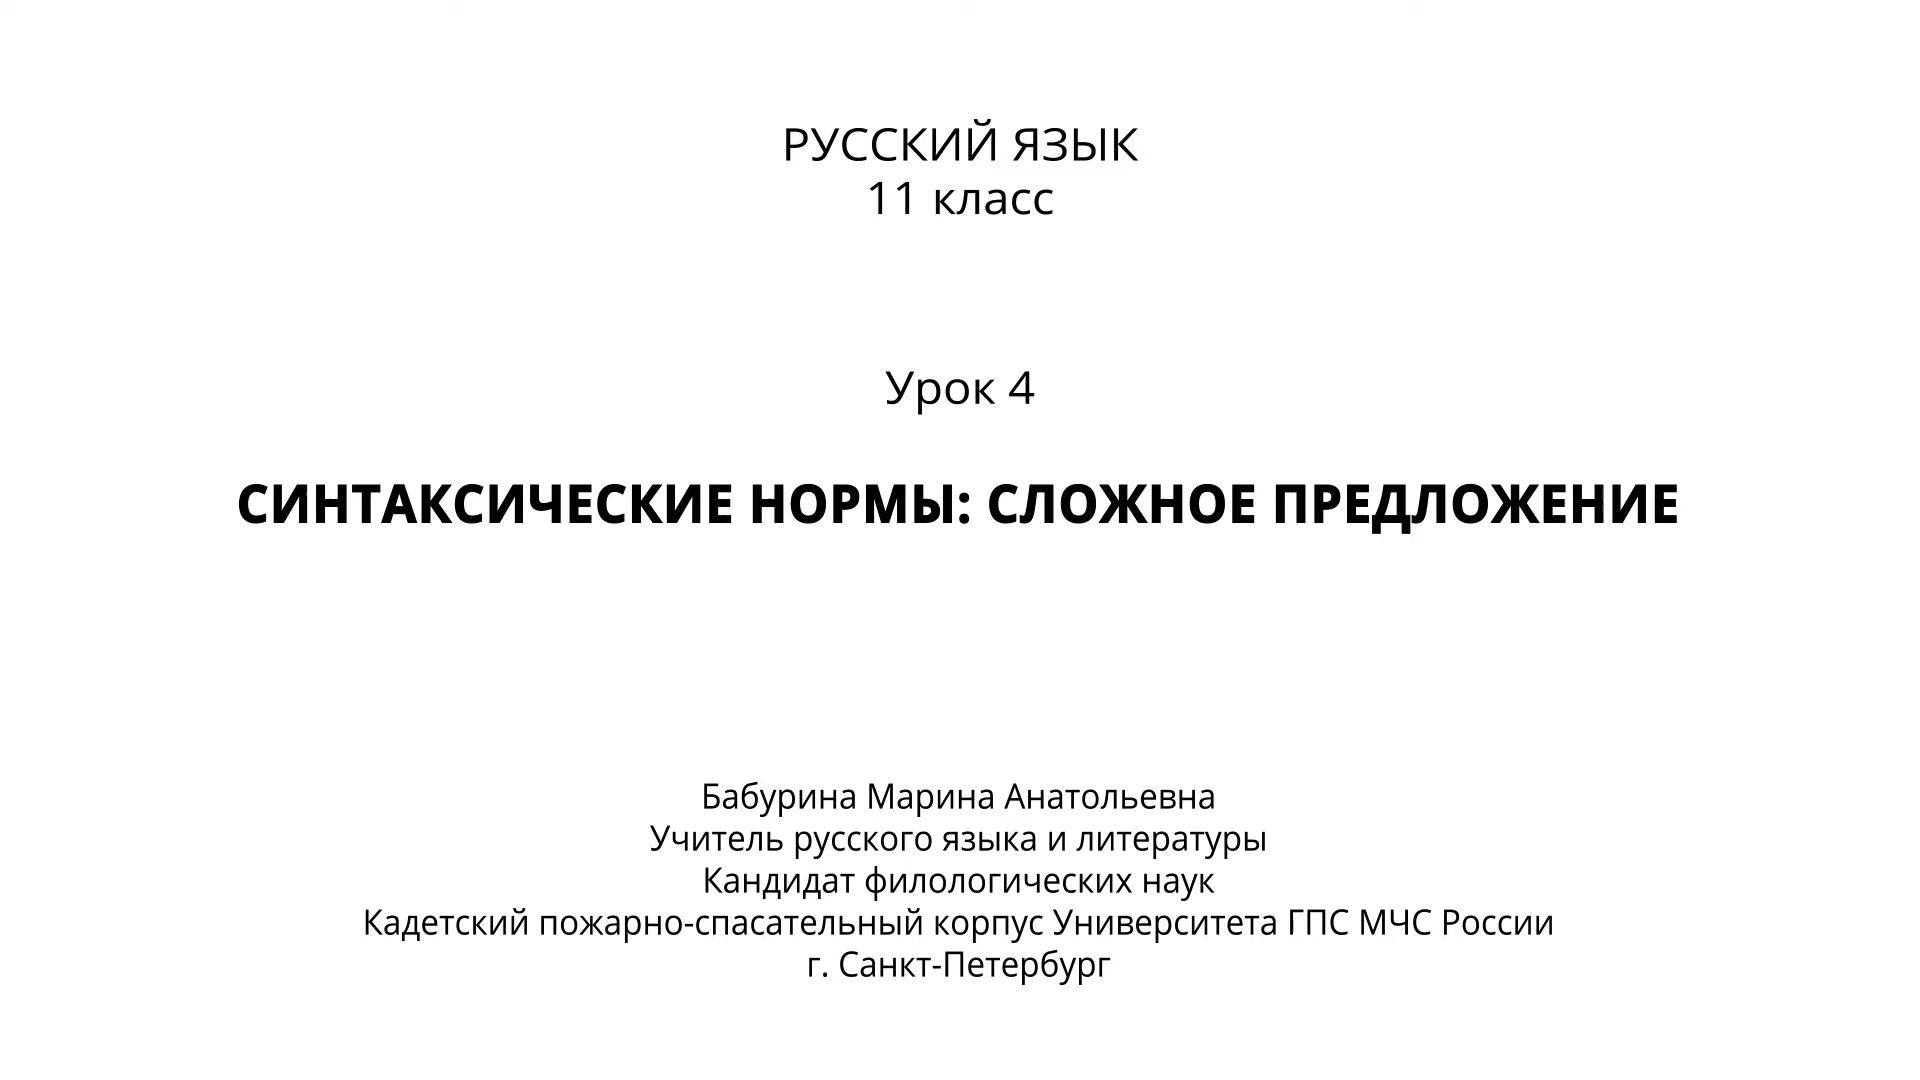 РУССКИЙ ЯЗЫК
11 класс
Урок 4
СИНТАКСИЧЕСКИЕ НОРМЫ: СЛОЖНОЕ ПРЕДЛОЖЕНИЕ
Бабурина Марина Анатольевна
Учитель русского языка и литературы
Кандидат филологических наук
Кадетский пожарно-спасательный корпус Университета ГПС МЧС России
г. Санкт-Петербург